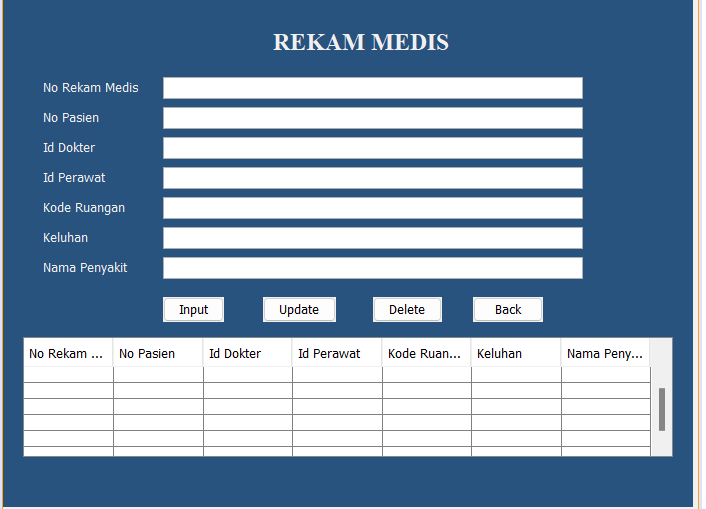 REKAM MEDIS
No Rekam Medis
No Pasien
Id Dokter
Id Perawat
Kode Ruangan
Keluhan
Nama Penyakit
Input Update Delete Back
No Rekam ... No Pasien Id Dokter Id Perawat Kode Ruan... Keluhan Nama Peny...